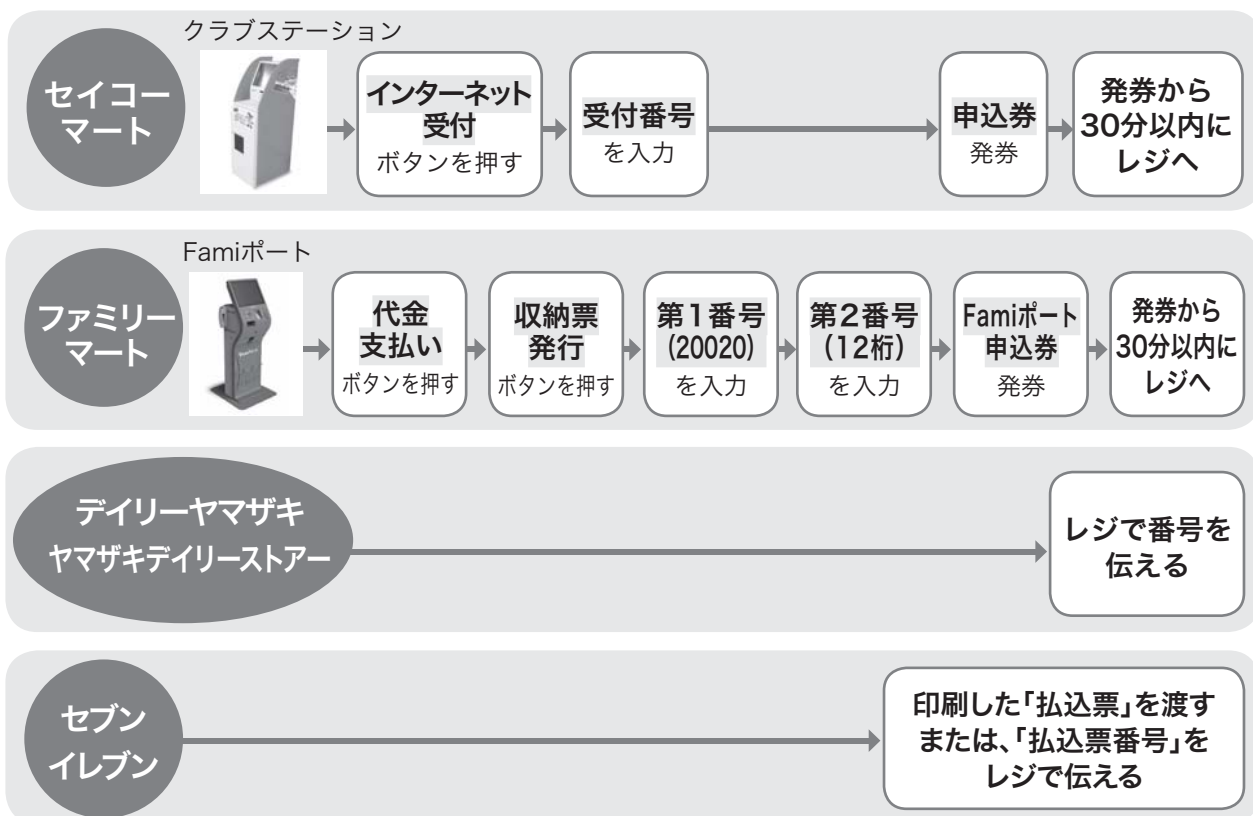 クラブステーション
セイコー
マート
インターネット
受付
ボタンを押す
受付番号
を入力
申込券
発券
発券から
30分以内に
レジへ
Famiポート
ファミリー
マート
代金
支払い
ボタンを押す
収納票
発行
ボタンを押す
第1番号
(20020)
を入力
第2番号
(12桁)
を入力
Famiポート
申込券
発券
発券から
30分以内に
レジへ
デイリーヤマザキ
ヤマザキデイリーストアー
レジで番号を
伝える
セブン
イレブン
印刷した「払込票」を渡す
または、「払込票番号」を
レジで伝える